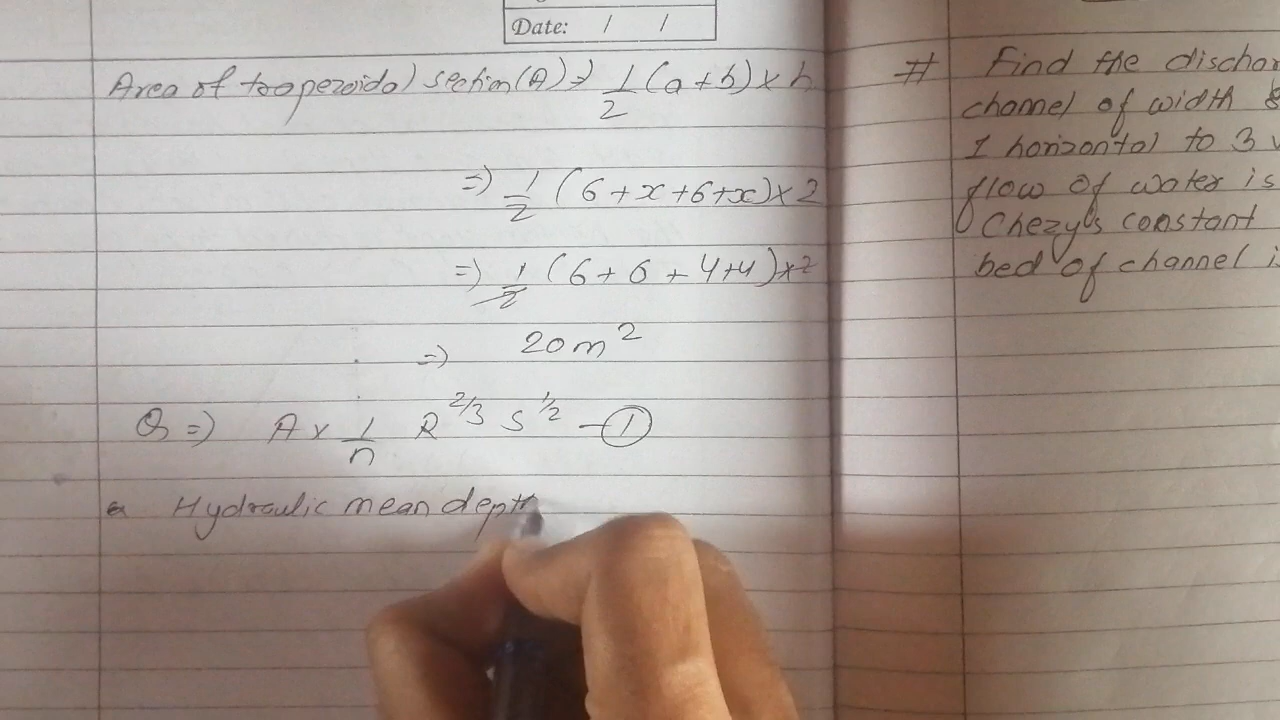 Date: / /
Area of trapezoidal section (A) => 1/2 (a+b) x h
=> 1/2 (6+x+6+x) x 2
=> 1/2 (6+6+4+4) x 2
=> 20 m²
Q => A x 1/n R^2/3 S^1/2 - ①
Hydraulic mean depth
# Find the dischar
channel of width
1 horizontal to 3 v
flow of water is
Chezy's constant
bed of channel i